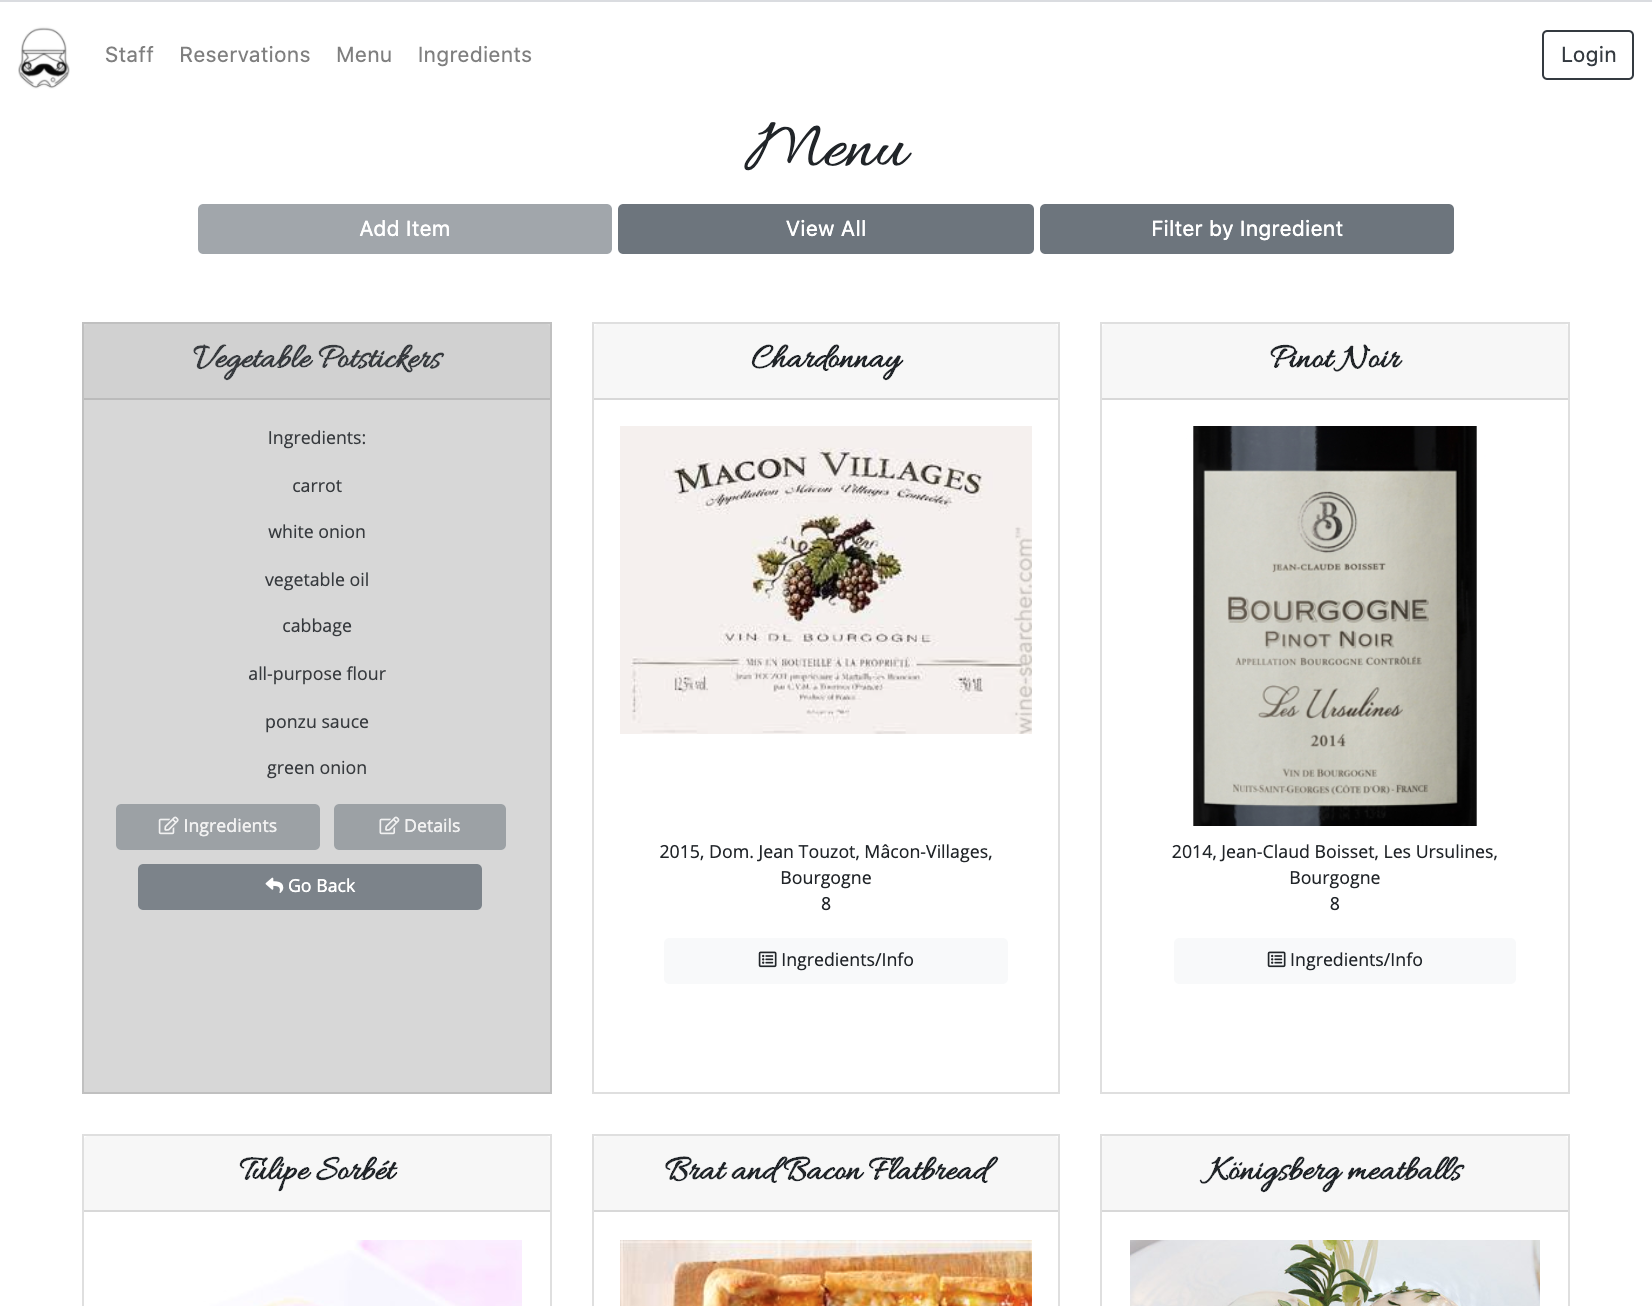 Staff Reservations Menu Ingredients Login
Menu
Add Item View All Filter by Ingredient
Vegetable Potstickers
Ingredients:
carrot
white onion
vegetable oil
cabbage
all-purpose flour
ponzu sauce
green onion
Ingredients Details
Go Back
Chardonnay
MACON VILLAGES
Appellation Mâcon Villages Contrôlée
VIN DE BOURGOGNE
MIS EN BOUTEILLE À LA PROPRIÉTÉ
12,5% vol.
750 ML
wine-searcher.com™
2015, Dom. Jean Touzot, Mâcon-Villages,
Bourgogne
8
Ingredients/Info
Pinot Noir
JB
JEAN-CLAUDE BOISSET
BOURGOGNE
PINOT NOIR
APPELLATION BOURGOGNE CONTRÔLÉE
Les Ursulines
2014
VIN DE BOURGOGNE
NUITS-SAINT-GEORGES (CÔTE D'OR) - FRANCE
2014, Jean-Claud Boisset, Les Ursulines,
Bourgogne
8
Ingredients/Info
Tulipe Sorbét
Brat and Bacon Flatbread
Königsberg meatballs